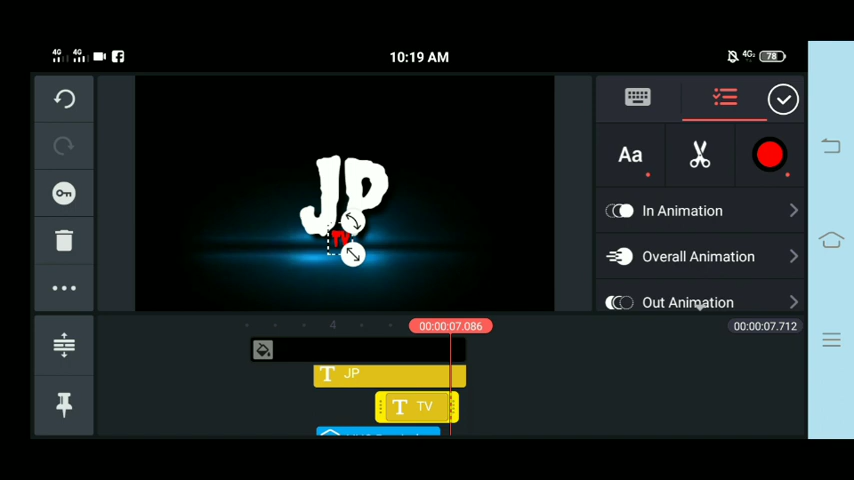 4G 4G 10:19 AM 4G 78
JP
TV
Aa
In Animation
Overall Animation
Out Animation
4 00:00:07.086 00:00:07.712
T JP
T TV